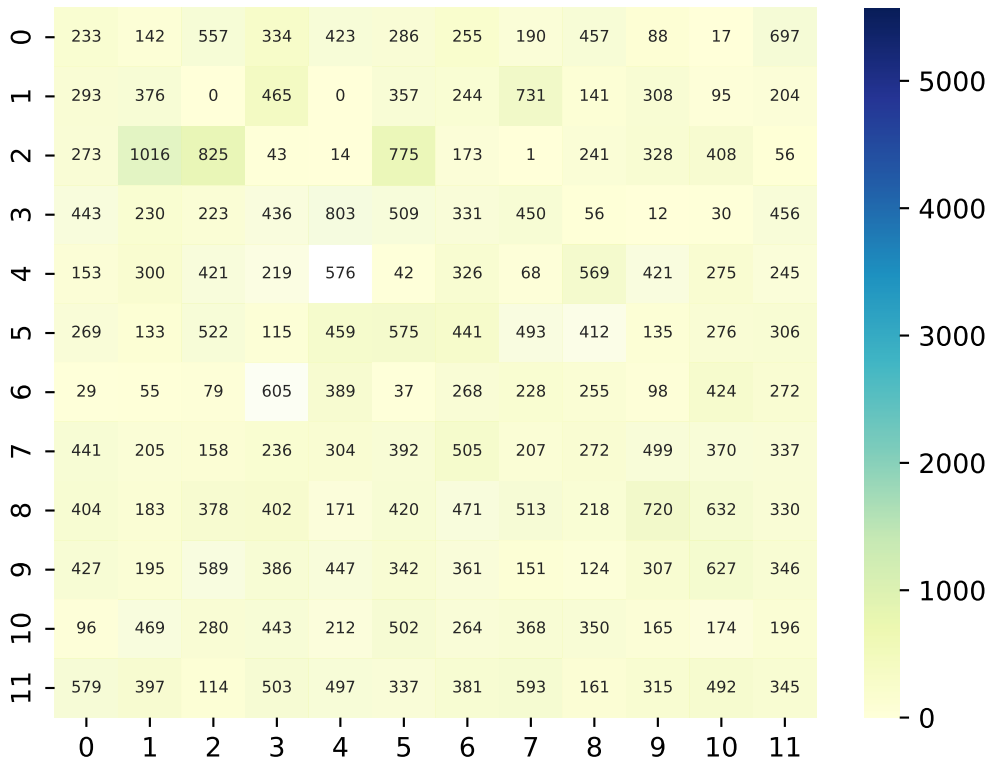 0 233 142 557 334 423 286 255 190 457 88 17 697
1 293 376 0 465 0 357 244 731 141 308 95 204
2 273 1016 825 43 14 775 173 1 241 328 408 56
3 443 230 223 436 803 509 331 450 56 12 30 456
4 153 300 421 219 576 42 326 68 569 421 275 245
5 269 133 522 115 459 575 441 493 412 135 276 306
6 29 55 79 605 389 37 268 228 255 98 424 272
7 441 205 158 236 304 392 505 207 272 499 370 337
8 404 183 378 402 171 420 471 513 218 720 632 330
9 427 195 589 386 447 342 361 151 124 307 627 346
10 96 469 280 443 212 502 264 368 350 165 174 196
11 579 397 114 503 497 337 381 593 161 315 492 345
0 1 2 3 4 5 6 7 8 9 10 11
5000
4000
3000
2000
1000
0